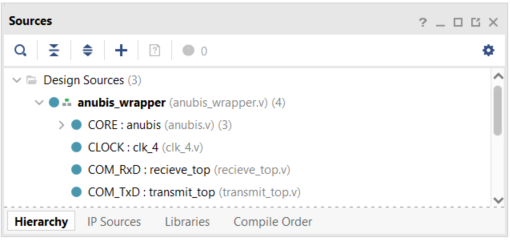 Sources
? _
0
Design Sources (3)
anubis_wrapper (anubis_wrapper.v) (4)
CORE : anubis (anubis.v) (3)
CLOCK : clk_4 (clk_4.v)
COM_RxD : recieve_top (recieve_top.v)
COM_TxD : transmit_top (transmit_top.v)
Hierarchy IP Sources Libraries Compile Order